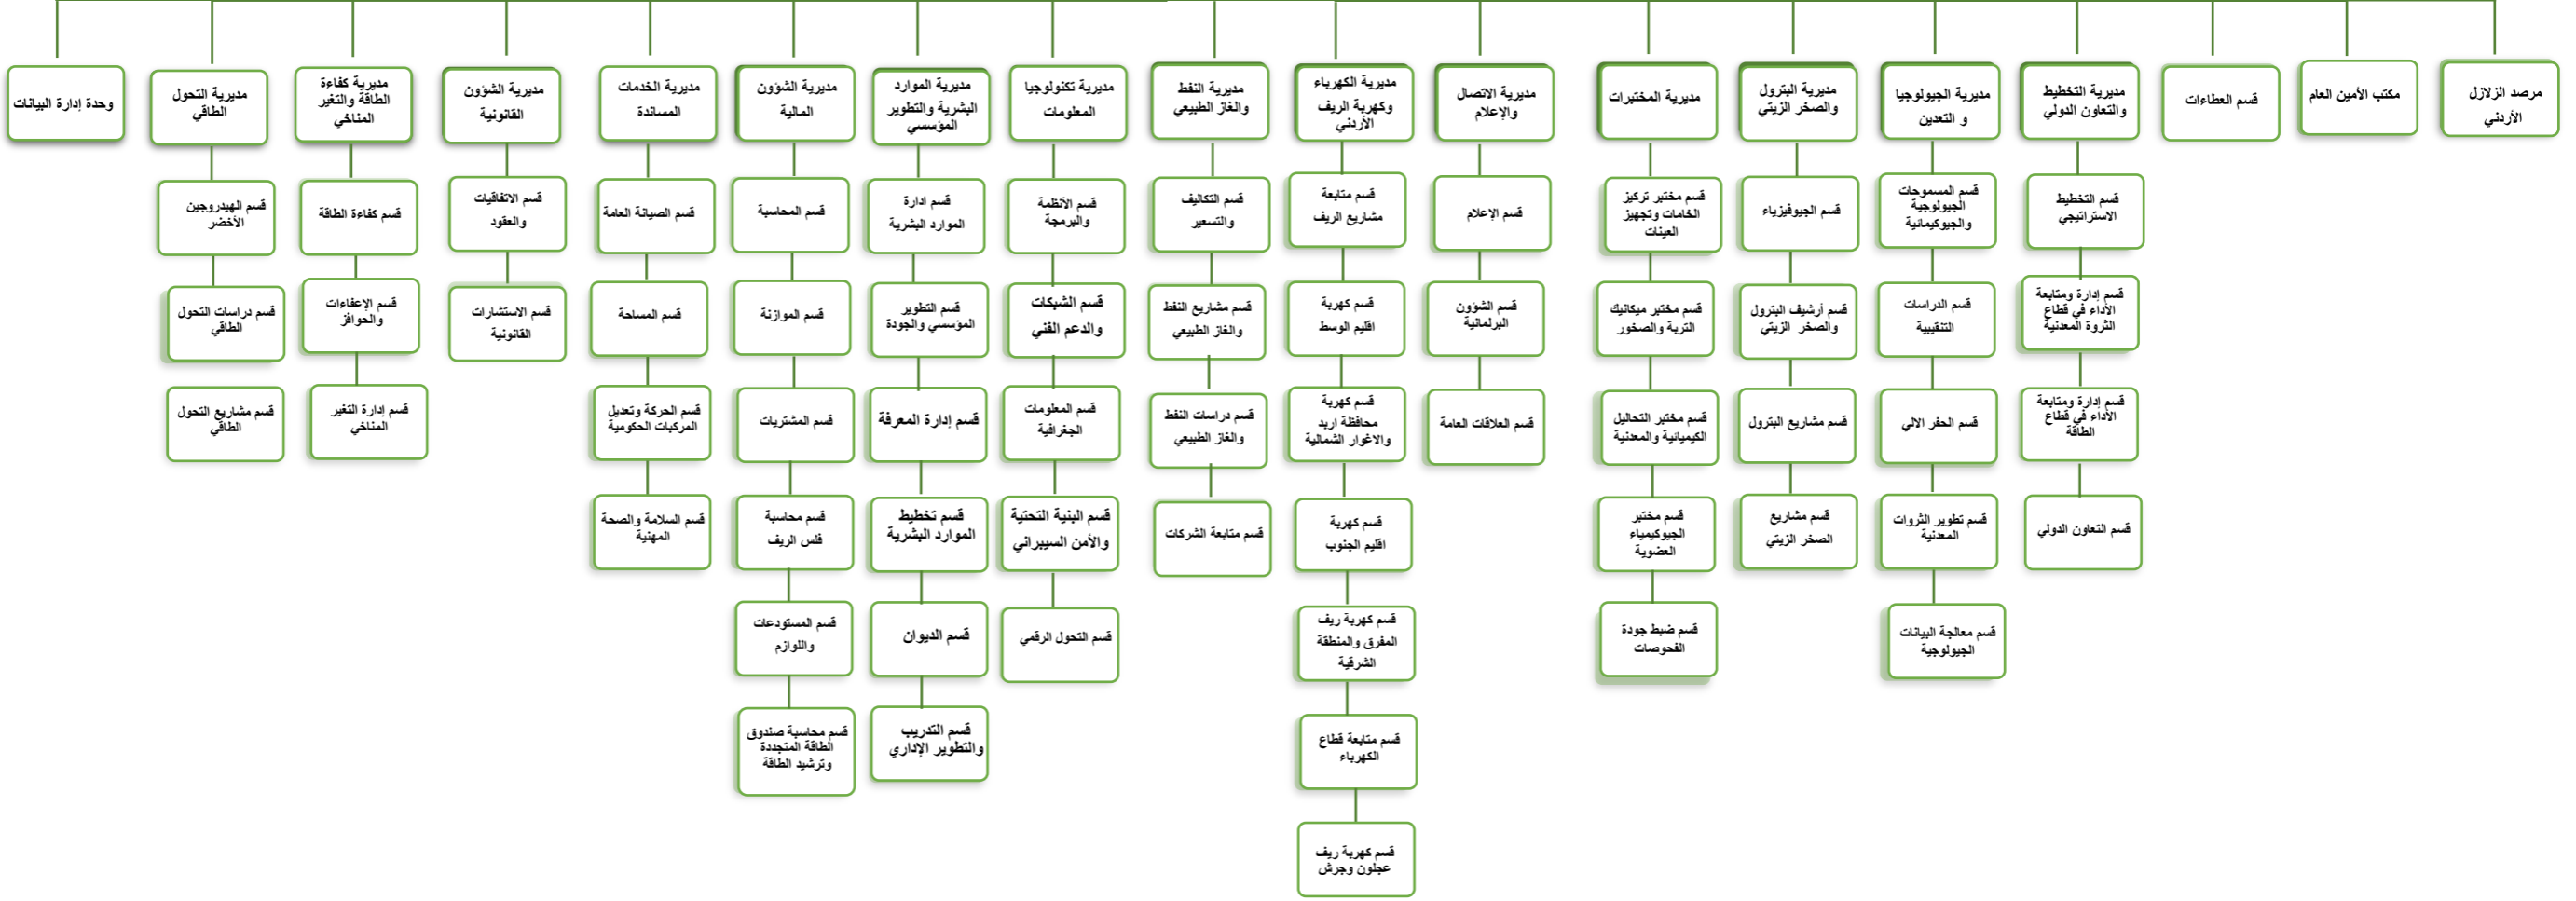 مرصد الزلازل
الأردني
مكتب الأمين العام
قسم العطاءات
مديرية التخطيط
والتعاون الدولي
قسم التخطيط
الاستراتيجي
قسم إدارة ومتابعة
الأداء في قطاع
الثروة المعدنية
قسم إدارة ومتابعة
الأداء في قطاع
الطاقة
قسم التعاون الدولي
مديرية الجيولوجيا
و التعدين
قسم المسموحات
الجيولوجية
والجيوكيمائية
قسم الدراسات
التنقيبية
قسم الحفر الالي
قسم تطوير الثروات
المعدنية
قسم معالجة البيانات
الجيولوجية
مديرية البترول
والصخر الزيتي
قسم الجيوفيزياء
قسم أرشيف البترول
والصخر الزيتي
قسم مشاريع البترول
قسم مشاريع
الصخر الزيتي
مديرية المختبرات
قسم مختبر تركيز
الخامات وتجهيز
العينات
قسم مختبر ميكانيك
التربة والصخور
قسم مختبر التحاليل
الكيميائية والمعدنية
قسم مختبر
الجيوكيمياء
العضوية
قسم ضبط جودة
الفحوصات
مديرية الاتصال
والإعلام
قسم الإعلام
قسم الشؤون
البرلمانية
قسم العلاقات العامة
مديرية الكهرباء
وكهربة الريف
الأردني
قسم متابعة
مشاريع الريف
قسم كهربة
اقليم الوسط
قسم كهربة
محافظة اربد
والاغوار الشمالية
قسم كهربة
اقليم الجنوب
قسم كهربة ريف
المفرق والمنطقة
الشرقية
قسم متابعة قطاع
الكهرباء
قسم كهربة ريف
عجلون وجرش
مديرية النفط
والغاز الطبيعي
قسم التكاليف
والتسعير
قسم مشاريع النفط
والغاز الطبيعي
قسم دراسات النفط
والغاز الطبيعي
قسم متابعة الشركات
مديرية تكنولوجيا
المعلومات
قسم الأنظمة
والبرمجة
قسم الشبكات
والدعم الفني
قسم المعلومات
الجغرافية
قسم البنية التحتية
والأمن السيبراني
قسم التحول الرقمي
مديرية الموارد
البشرية والتطوير
المؤسسي
قسم ادارة
الموارد البشرية
قسم التطوير
المؤسسي والجودة
قسم إدارة المعرفة
قسم تخطيط
الموارد البشرية
قسم الديوان
قسم التدريب
والتطوير الإداري
مديرية الشؤون
المالية
قسم المحاسبة
قسم الموازنة
قسم المشتريات
قسم محاسبة
فلس الريف
قسم المستودعات
واللوازم
قسم محاسبة صندوق
الطاقة المتجددة
وترشيد الطاقة
مديرية الخدمات
المساندة
قسم الصيانة العامة
قسم المساحة
قسم الحركة وتعديل
المركبات الحكومية
قسم السلامة والصحة
المهنية
مديرية الشؤون
القانونية
قسم الاتفاقيات
والعقود
قسم الاستشارات
القانونية
مديرية كفاءة
الطاقة والتغير
المناخي
قسم كفاءة الطاقة
قسم الإعفاءات
والحوافز
قسم إدارة التغير
المناخي
مديرية التحول
الطاقي
قسم الهيدروجين
الأخضر
قسم دراسات التحول
الطاقي
قسم مشاريع التحول
الطاقي
وحدة إدارة البيانات